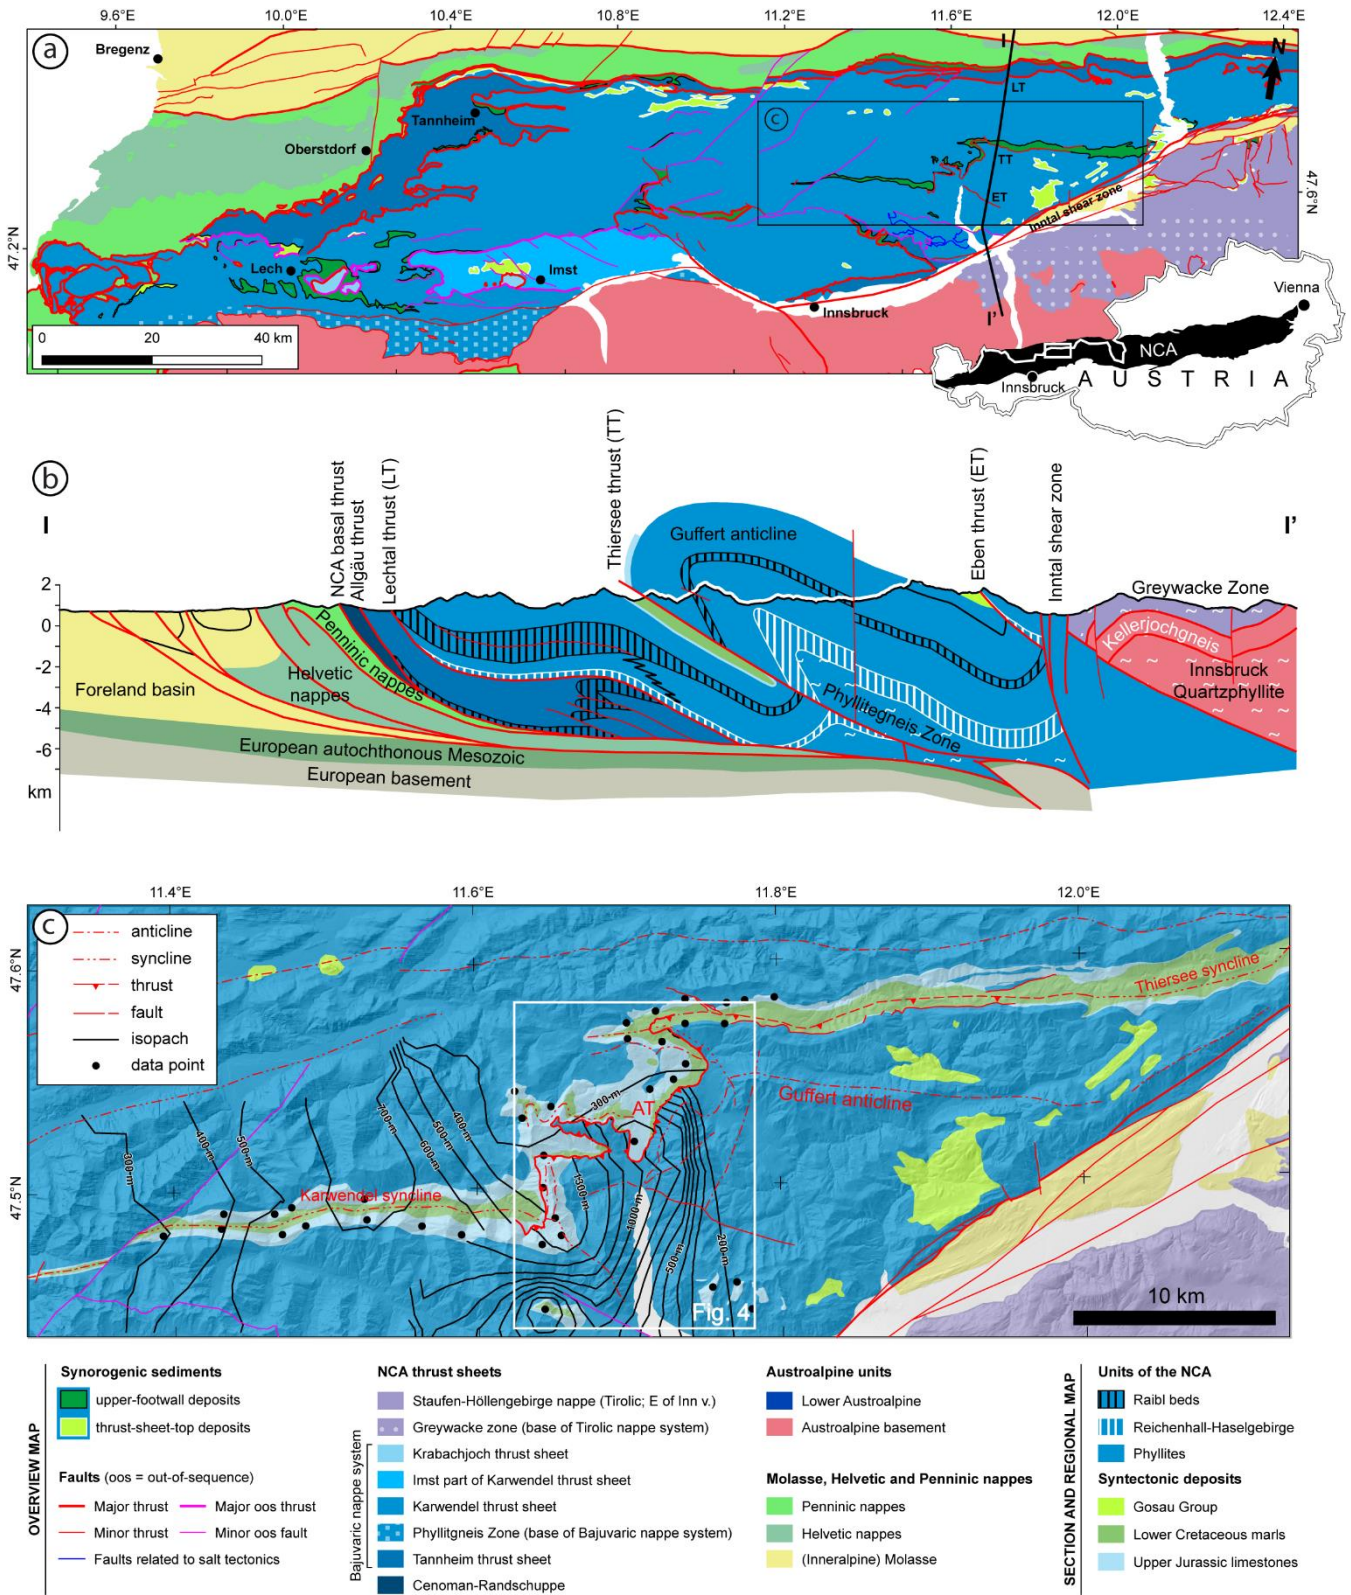 9.6°E 10.0°E 10.4°E 10.8°E 11.2°E 11.6°E 12.0°E 12.4°E
a
Bregenz
I
N
LT
Tannheim
c
Oberstdorf
TT
ET
47.6°N
Inntal shear zone
47.2°N
Lech
Imst
Innsbruck
I'
Vienna
0 20 40 km
NCA
Innsbruck
AUSTRIA
b
I
NCA basal thrust
Allgäu thrust
Lechtal thrust (LT)
Thiersee thrust (TT)
Eben thrust (ET)
Inntal shear zone
I'
Guffert anticline
2
0
-2
-4
-6
km
Greywacke Zone
Kellerjochgneis
Innsbruck
Quartzphyllite
Penninic nappes
Helvetic
nappes
Foreland basin
Phyllitegneis Zone
European autochthonous Mesozoic
European basement
11.4°E 11.6°E 11.8°E 12.0°E
c
anticline
syncline
thrust
fault
isopach
data point
47.6°N
47.5°N
Thiersee syncline
Guffert anticline
AT
Karwendel syncline
300-m
400-m
500-m
700-m
600-m
500-m
400-m
300-m
1300-m
1000-m
500-m
200-m
Fig. 4
10 km
OVERVIEW MAP
Synorogenic sediments
upper-footwall deposits
thrust-sheet-top deposits
Faults (oos = out-of-sequence)
Major thrust
Major oos thrust
Minor thrust
Minor oos fault
Faults related to salt tectonics
NCA thrust sheets
Staufen-Höllengebirge nappe (Tirolic; E of Inn v.)
Greywacke zone (base of Tirolic nappe system)
Bajuvaric nappe system
Krabachjoch thrust sheet
Imst part of Karwendel thrust sheet
Karwendel thrust sheet
Phyllitgneis Zone (base of Bajuvaric nappe system)
Tannheim thrust sheet
Cenoman-Randschuppe
Austroalpine units
Lower Austroalpine
Austroalpine basement
Molasse, Helvetic and Penninic nappes
Penninic nappes
Helvetic nappes
(Inneralpine) Molasse
SECTION AND REGIONAL MAP
Units of the NCA
Raibl beds
Reichenhall-Haselgebirge
Phyllites
Syntectonic deposits
Gosau Group
Lower Cretaceous marls
Upper Jurassic limestones